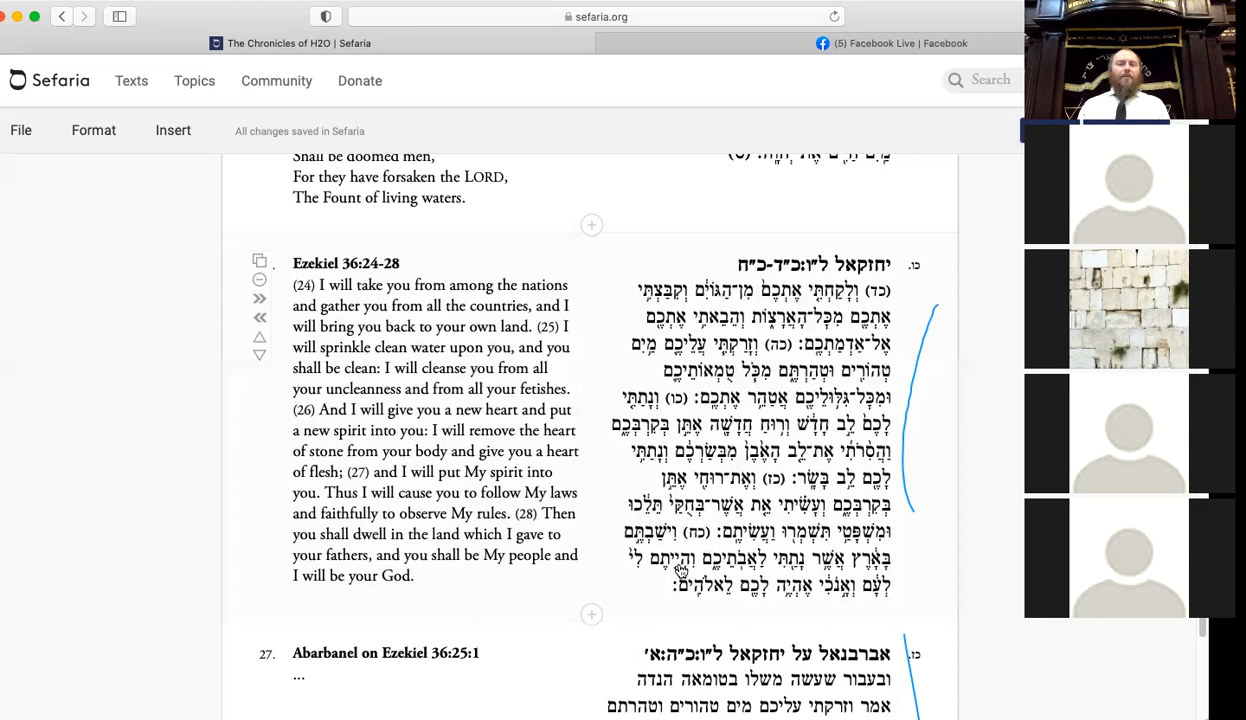 sefaria.org
The Chronicles of H2O | Sefaria
(5) Facebook Live | Facebook
Sefaria
Texts
Topics
Community
Donate
Search
File
Format
Insert
All changes saved in Sefaria
Shall be doomed men,
For they have forsaken the LORD,
The Fount of living waters.
Ezekiel 36:24-28
(24) I will take you from among the nations
and gather you from all the countries, and I
will bring you back to your own land. (25) I
will sprinkle clean water upon you, and you
shall be clean: I will cleanse you from all
your uncleanness and from all your fetishes.
(26) And I will give you a new heart and put
a new spirit into you: I will remove the heart
of stone from your body and give you a heart
of flesh; (27) and I will put My spirit into
you. Thus I will cause you to follow My laws
and faithfully to observe My rules. (28) Then
you shall dwell in the land which I gave to
your fathers, and you shall be My people and
I will be your God.
כו.
יחזקאל ל״ו:כ״ד-כ״ח
(כד) וְלָקַחְתִּ֤י אֶתְכֶם֙ מִן־הַגּוֹיִ֔ם וְקִבַּצְתִּ֥י
אֶתְכֶ֖ם מִכׇּל־הָאֲרָצ֑וֹת וְהֵבֵאתִ֥י אֶתְכֶ֖ם
אֶל־אַדְמַתְכֶֽם׃ (כה) וְזָרַקְתִּ֧י עֲלֵיכֶ֛ם מַ֥יִם
טְהוֹרִ֖ים וּטְהַרְתֶּ֑ם מִכֹּ֧ל טֻמְאוֹתֵיכֶ֛ם
וּמִכׇּל־גִּלּ֥וּלֵיכֶ֖ם אֲטַהֵ֥ר אֶתְכֶֽם׃ (כו) וְנָתַתִּ֤י
לָכֶם֙ לֵ֣ב חָדָ֔שׁ וְר֥וּחַ חֲדָשָׁ֖ה אֶתֵּ֣ן בְּקִרְבְּכֶ֑ם
וַהֲסִ֨רֹתִ֜י אֶת־לֵ֤ב הָאֶ֙בֶן֙ מִבְּשַׂרְכֶ֔ם וְנָתַתִּ֥י
לָכֶ֖ם לֵ֥ב בָּשָֽׂר׃ (כז) וְאֶת־רוּחִ֖י אֶתֵּ֣ן
בְּקִרְבְּכֶ֑ם וְעָשִׂ֗יתִי אֵ֤ת אֲשֶׁר־בְּחֻקַּי֙ תֵּלֵ֔כוּ
וּמִשְׁפָּטַ֥י תִּשְׁמְר֖וּ וַעֲשִׂיתֶֽם׃ (כח) וִישַׁבְתֶּ֣ם
בָּאָ֔רֶץ אֲשֶׁ֥ר נָתַ֖תִּי לַאֲבֹֽתֵיכֶ֑ם וִהְיִ֤יתֶם לִי֙
לְעָ֔ם וְאָ֣נֹכִ֔י אֶהְיֶ֥ה לָכֶ֖ם לֵאלֹהִֽים׃
27.
Abarbanel on Ezekiel 36:25:1
...
כז.
אברבנאל על יחזקאל ל״ו:כ״ה:א׳
ובעבור שעשה משלו בטומאה הנדה
אמר וזרקתי עליכם מים טהורים וטהרתם